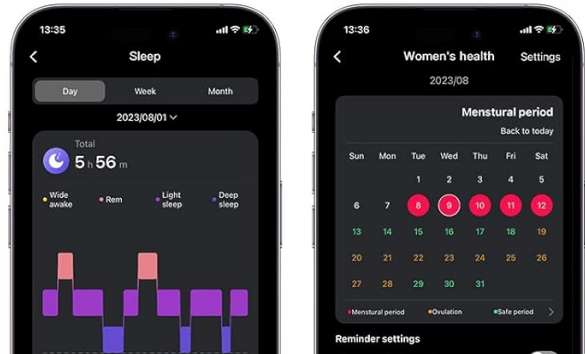 13:35
Sleep
Day Week Month
2023/08/01
Total
5 h 56 m
Wide awake
Rem
Light sleep
Deep sleep
13:36
Women's health Settings
2023/08
Menstural period
Back to today
Sun Mon Tue Wed Thu Fri Sat
1 2 3 4 5
6 7 8 9 10 11 12
13 14 15 16 17 18 19
20 21 22 23 24 25 26
27 28 29 30 31
Menstural period Ovulation Safe period
Reminder settings